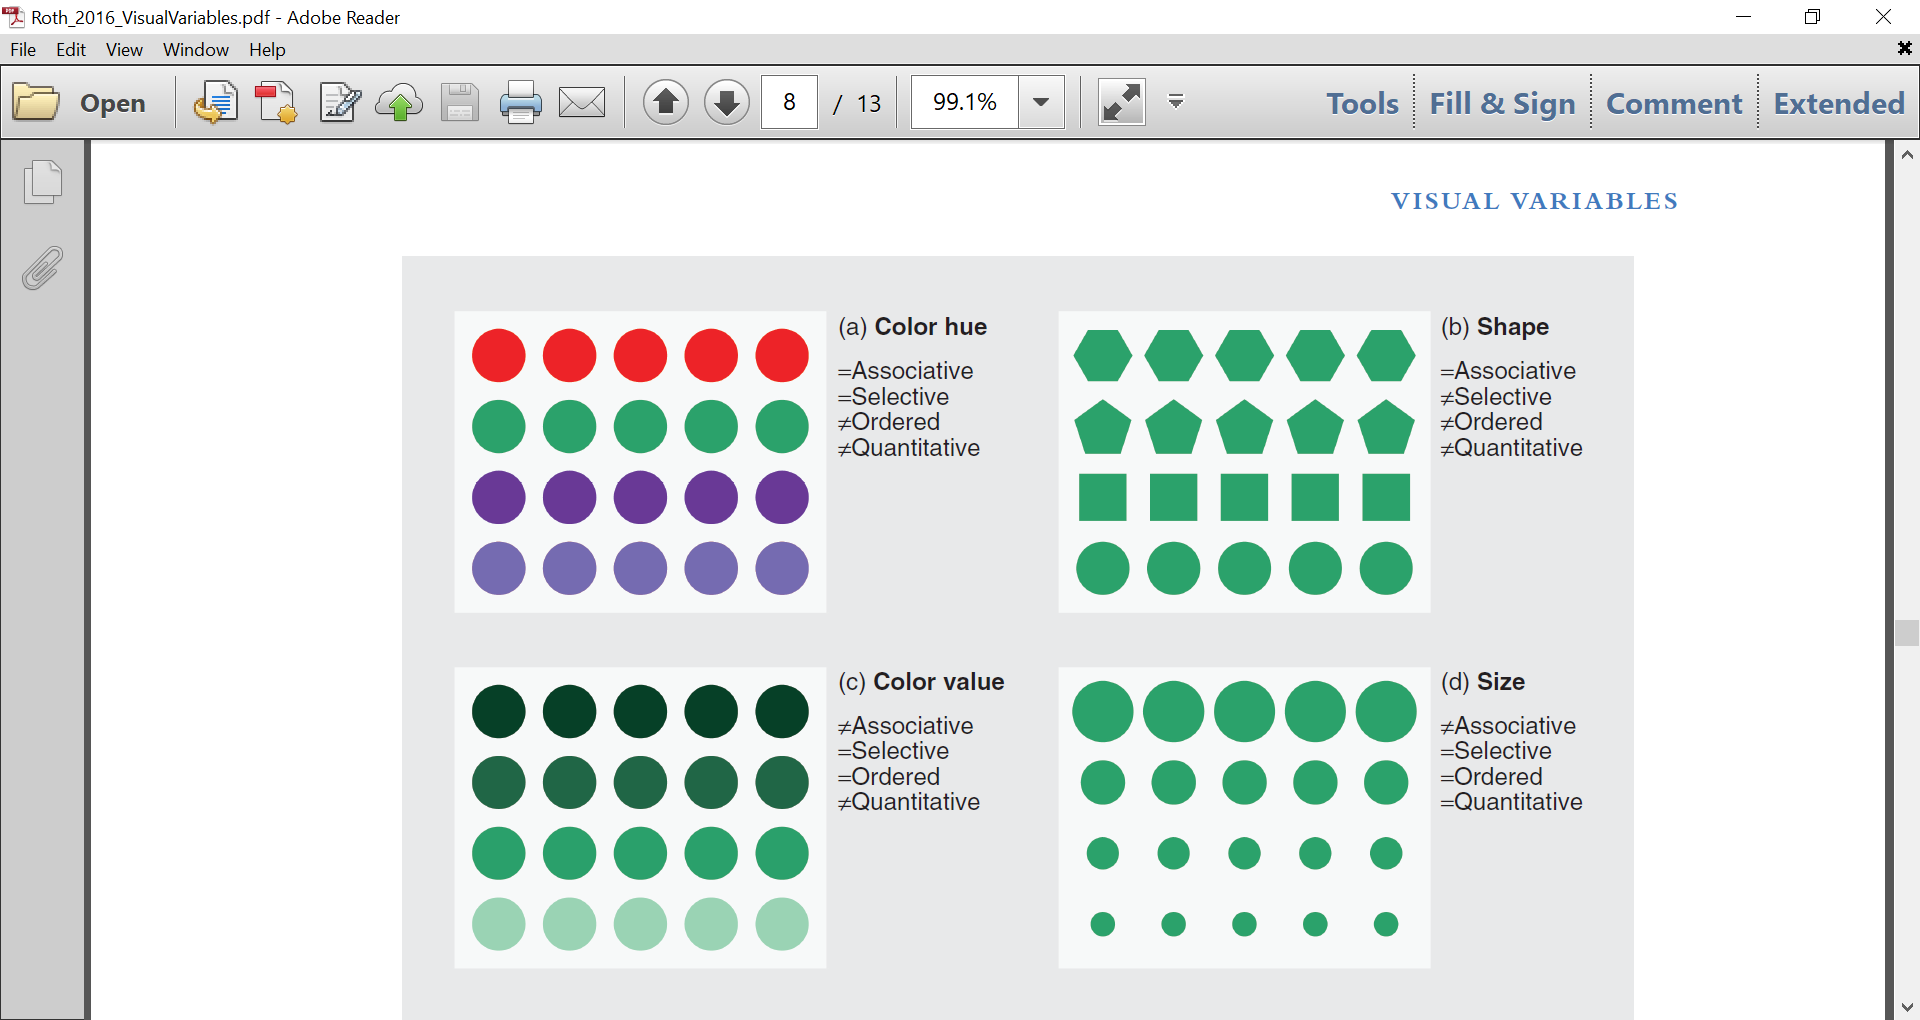 Roth_2016_VisualVariables.pdf - Adobe Reader
File Edit View Window Help
Open 8 / 13 99.1% Tools Fill & Sign Comment Extended
VISUAL VARIABLES
(a) Color hue
=Associative
=Selective
≠Ordered
≠Quantitative
(b) Shape
=Associative
≠Selective
≠Ordered
≠Quantitative
(c) Color value
≠Associative
=Selective
=Ordered
≠Quantitative
(d) Size
≠Associative
=Selective
=Ordered
=Quantitative